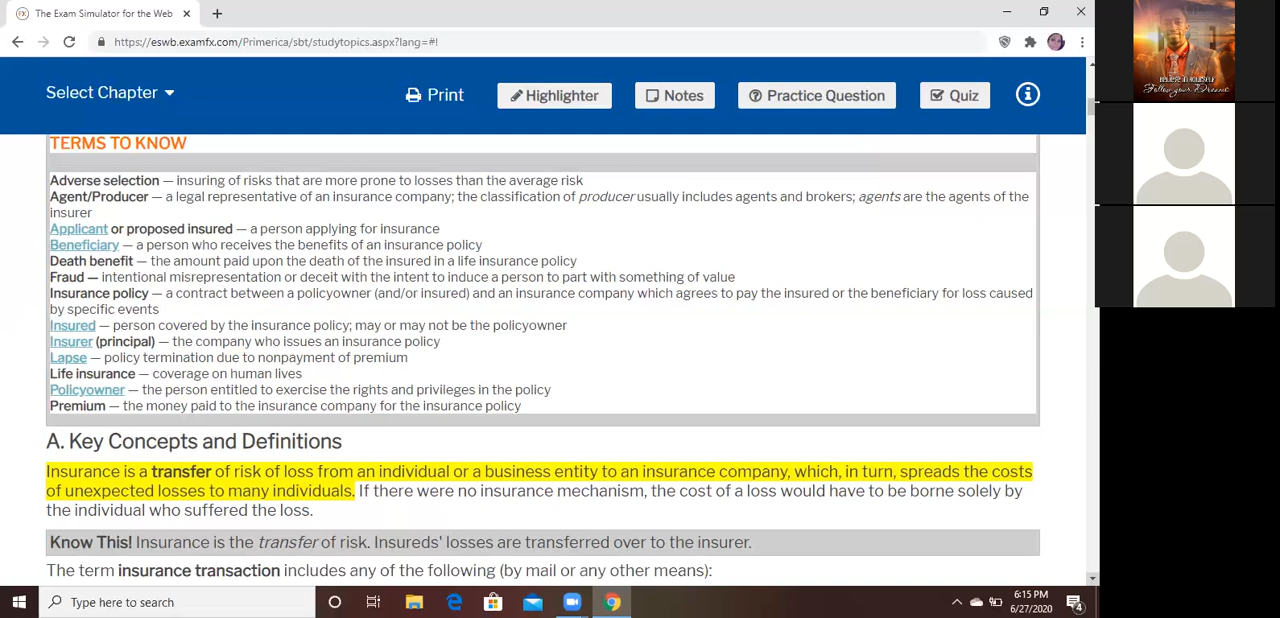 The Exam Simulator for the Web
https://eswb.examfx.com/Primerica/sbt/studytopics.aspx?lang=#!
Select Chapter
Print
Highlighter
Notes
Practice Question
Quiz
TERMS TO KNOW
Adverse selection — insuring of risks that are more prone to losses than the average risk
Agent/Producer — a legal representative of an insurance company; the classification of producer usually includes agents and brokers; agents are the agents of the
insurer
Applicant or proposed insured — a person applying for insurance
Beneficiary — a person who receives the benefits of an insurance policy
Death benefit — the amount paid upon the death of the insured in a life insurance policy
Fraud — intentional misrepresentation or deceit with the intent to induce a person to part with something of value
Insurance policy — a contract between a policyowner (and/or insured) and an insurance company which agrees to pay the insured or the beneficiary for loss caused
by specific events
Insured — person covered by the insurance policy; may or may not be the policyowner
Insurer (principal) — the company who issues an insurance policy
Lapse — policy termination due to nonpayment of premium
Life insurance — coverage on human lives
Policyowner — the person entitled to exercise the rights and privileges in the policy
Premium — the money paid to the insurance company for the insurance policy
A. Key Concepts and Definitions
Insurance is a transfer of risk of loss from an individual or a business entity to an insurance company, which, in turn, spreads the costs
of unexpected losses to many individuals. If there were no insurance mechanism, the cost of a loss would have to be borne solely by
the individual who suffered the loss.
Know This! Insurance is the transfer of risk. Insureds' losses are transferred over to the insurer.
The term insurance transaction includes any of the following (by mail or any other means):
Type here to search
6:15 PM
6/27/2020
4
Follow your Dreams